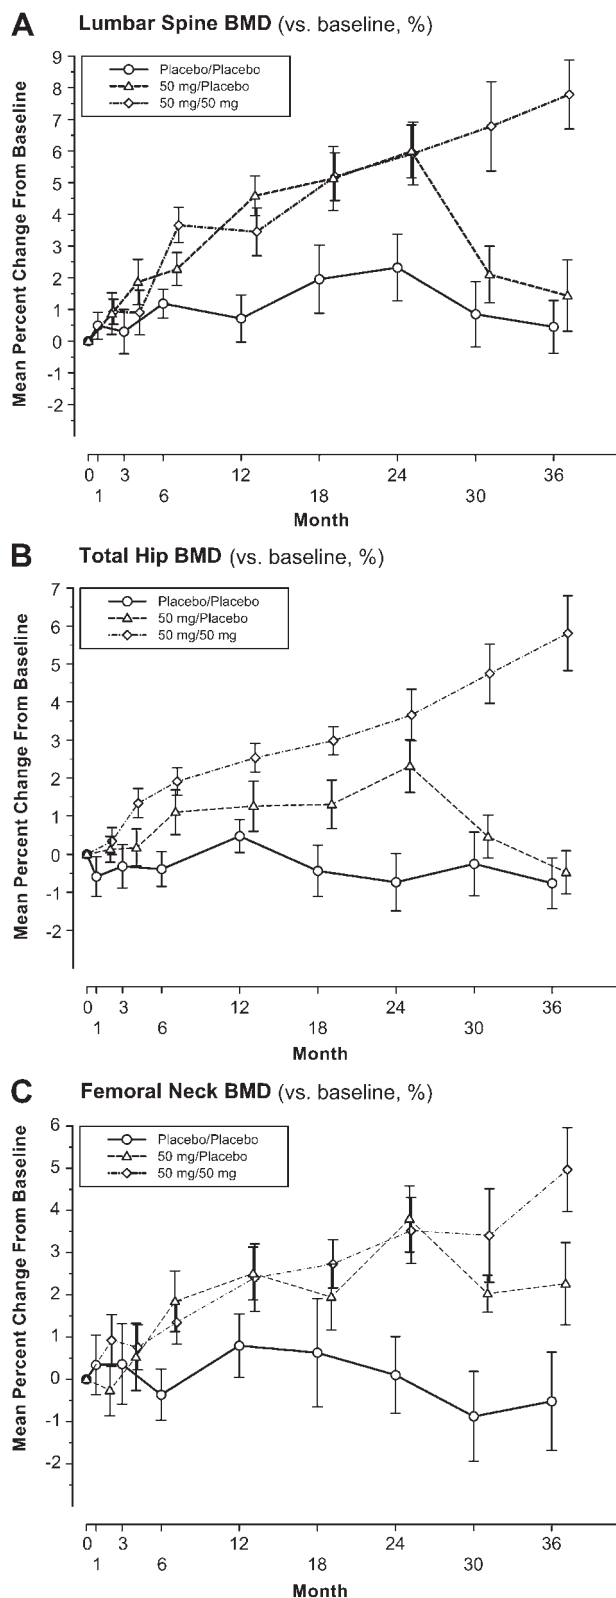 A Lumbar Spine BMD (vs. baseline, %)
Mean Percent Change From Baseline
9
8
7
6
5
4
3
2
1
0
-1
-2
Placebo/Placebo
50 mg/Placebo
50 mg/50 mg
0 3 12 24 36
1 6 18 30
Month
B Total Hip BMD (vs. baseline, %)
Mean Percent Change From Baseline
7
6
5
4
3
2
1
0
-1
-2
Placebo/Placebo
50 mg/Placebo
50 mg/50 mg
0 3 12 24 36
1 6 18 30
Month
C Femoral Neck BMD (vs. baseline, %)
Mean Percent Change From Baseline
6
5
4
3
2
1
0
-1
-2
Placebo/Placebo
50 mg/Placebo
50 mg/50 mg
0 3 12 24 36
1 6 18 30
Month